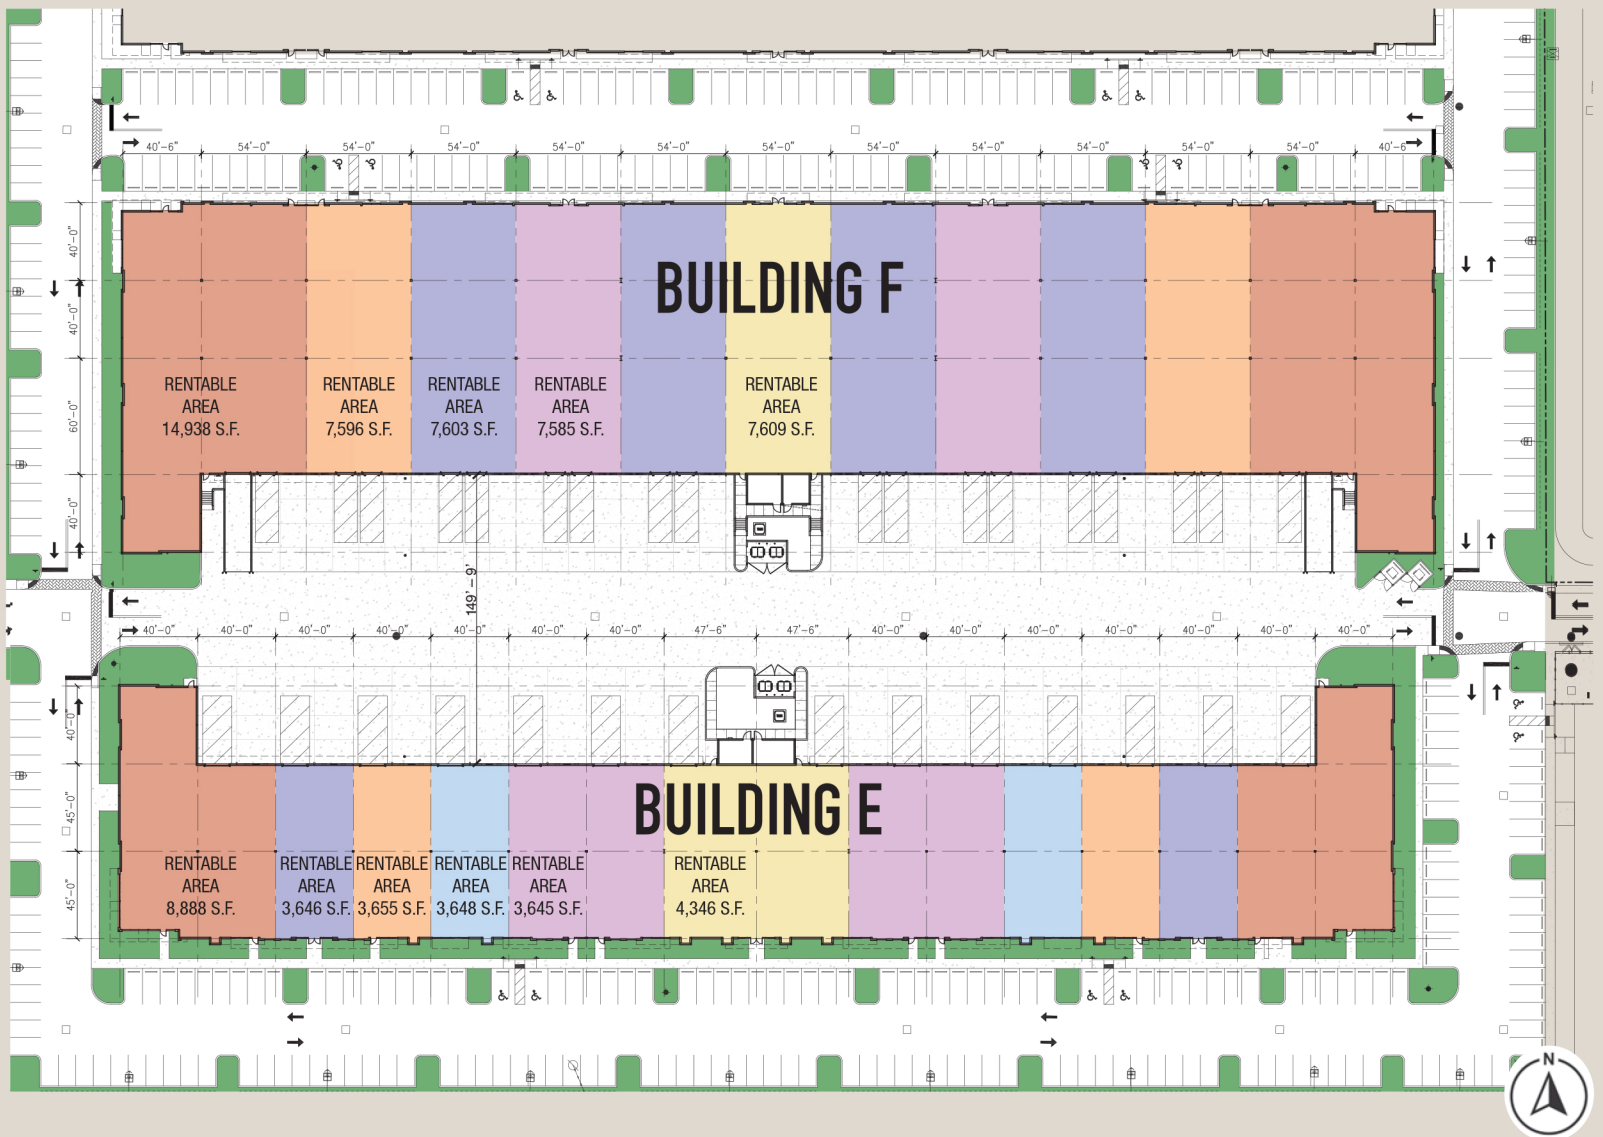 40'-6" 54'-0" 54'-0" 54'-0" 54'-0" 54'-0" 54'-0" 54'-0" 54'-0" 54'-0" 54'-0" 54'-0" 40'-6
40'-0"
40'-0"
60'-0"
40'-0"
BUILDING F
RENTABLE
AREA
14,938 S.F.
RENTABLE
AREA
7,596 S.F.
RENTABLE
AREA
7,603 S.F.
RENTABLE
AREA
7,585 S.F.
RENTABLE
AREA
7,609 S.F.
149'-9'
40'-0" 40'-0" 40'-0" 40'-0" 40'-0" 40'-0" 40'-0" 47'-6" 47'-6" 40'-0" 40'-0" 40'-0" 40'-0" 40'-0" 40'-0" 40'-0"
40'-0"
45'-0"
45'-0"
BUILDING E
RENTABLE
AREA
8,888 S.F.
RENTABLE
AREA
3,646 S.F.
RENTABLE
AREA
3,655 S.F.
RENTABLE
AREA
3,648 S.F.
RENTABLE
AREA
3,645 S.F.
RENTABLE
AREA
4,346 S.F.
N